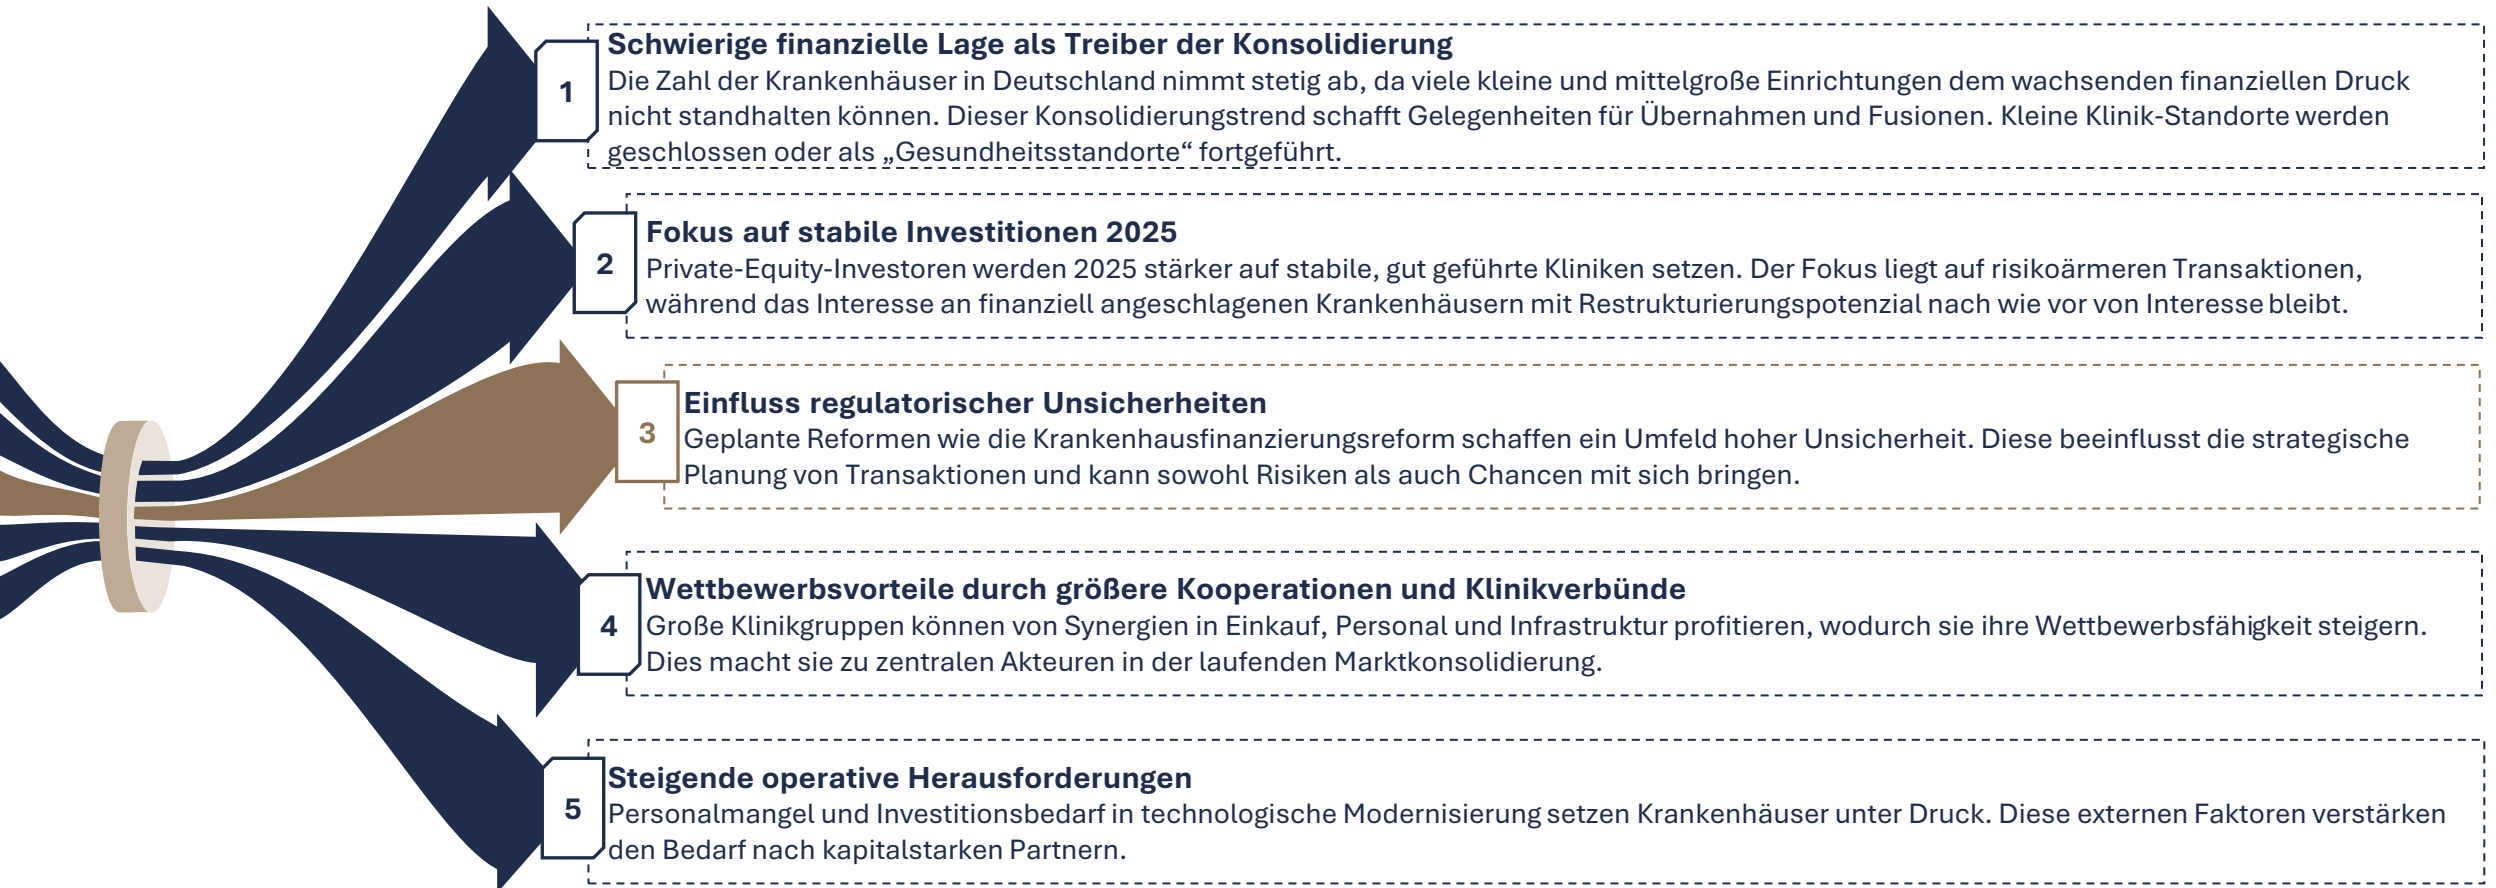 1
Schwierige finanzielle Lage als Treiber der Konsolidierung
Die Zahl der Krankenhäuser in Deutschland nimmt stetig ab, da viele kleine und mittelgroße Einrichtungen dem wachsenden finanziellen Druck
nicht standhalten können. Dieser Konsolidierungstrend schafft Gelegenheiten für Übernahmen und Fusionen. Kleine Klinik-Standorte werden
geschlossen oder als „Gesundheitsstandorte“ fortgeführt.
2
Fokus auf stabile Investitionen 2025
Private-Equity-Investoren werden 2025 stärker auf stabile, gut geführte Kliniken setzen. Der Fokus liegt auf risikoärmeren Transaktionen,
während das Interesse an finanziell angeschlagenen Krankenhäusern mit Restrukturierungspotenzial nach wie vor von Interesse bleibt.
3
Einfluss regulatorischer Unsicherheiten
Geplante Reformen wie die Krankenhausfinanzierungsreform schaffen ein Umfeld hoher Unsicherheit. Diese beeinflusst die strategische
Planung von Transaktionen und kann sowohl Risiken als auch Chancen mit sich bringen.
4
Wettbewerbsvorteile durch größere Kooperationen und Klinikverbünde
Große Klinikgruppen können von Synergien in Einkauf, Personal und Infrastruktur profitieren, wodurch sie ihre Wettbewerbsfähigkeit steigern.
Dies macht sie zu zentralen Akteuren in der laufenden Marktkonsolidierung.
5
Steigende operative Herausforderungen
Personalmangel und Investitionsbedarf in technologische Modernisierung setzen Krankenhäuser unter Druck. Diese externen Faktoren verstärken
den Bedarf nach kapitalstarken Partnern.